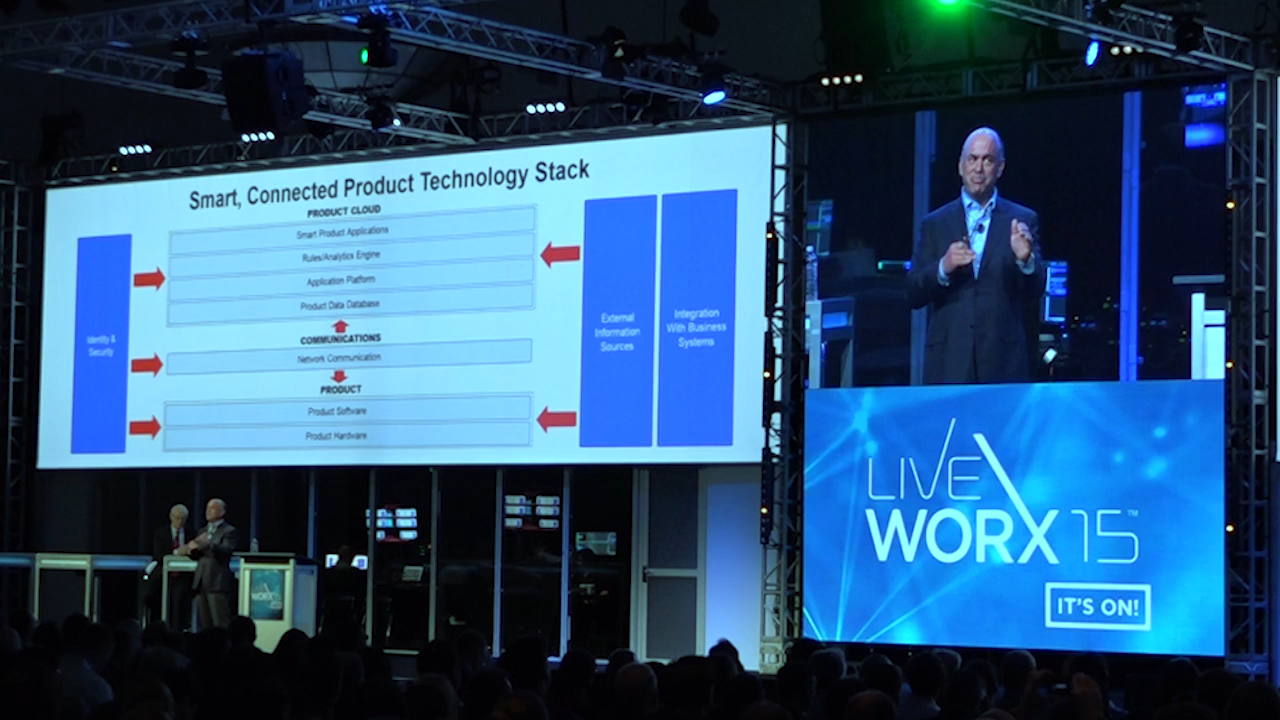 Smart, Connected Product Technology Stack
PRODUCT CLOUD
Smart Product Applications
Rules/Analytics Engine
Application Platform
Product Data Database
COMMUNICATIONS
Network Communication
PRODUCT
Product Software
Product Hardware
Identity &
Security
External
Information
Sources
Integration
With Business
Systems
LIVE
WORX 15™
IT'S ON!
WORX